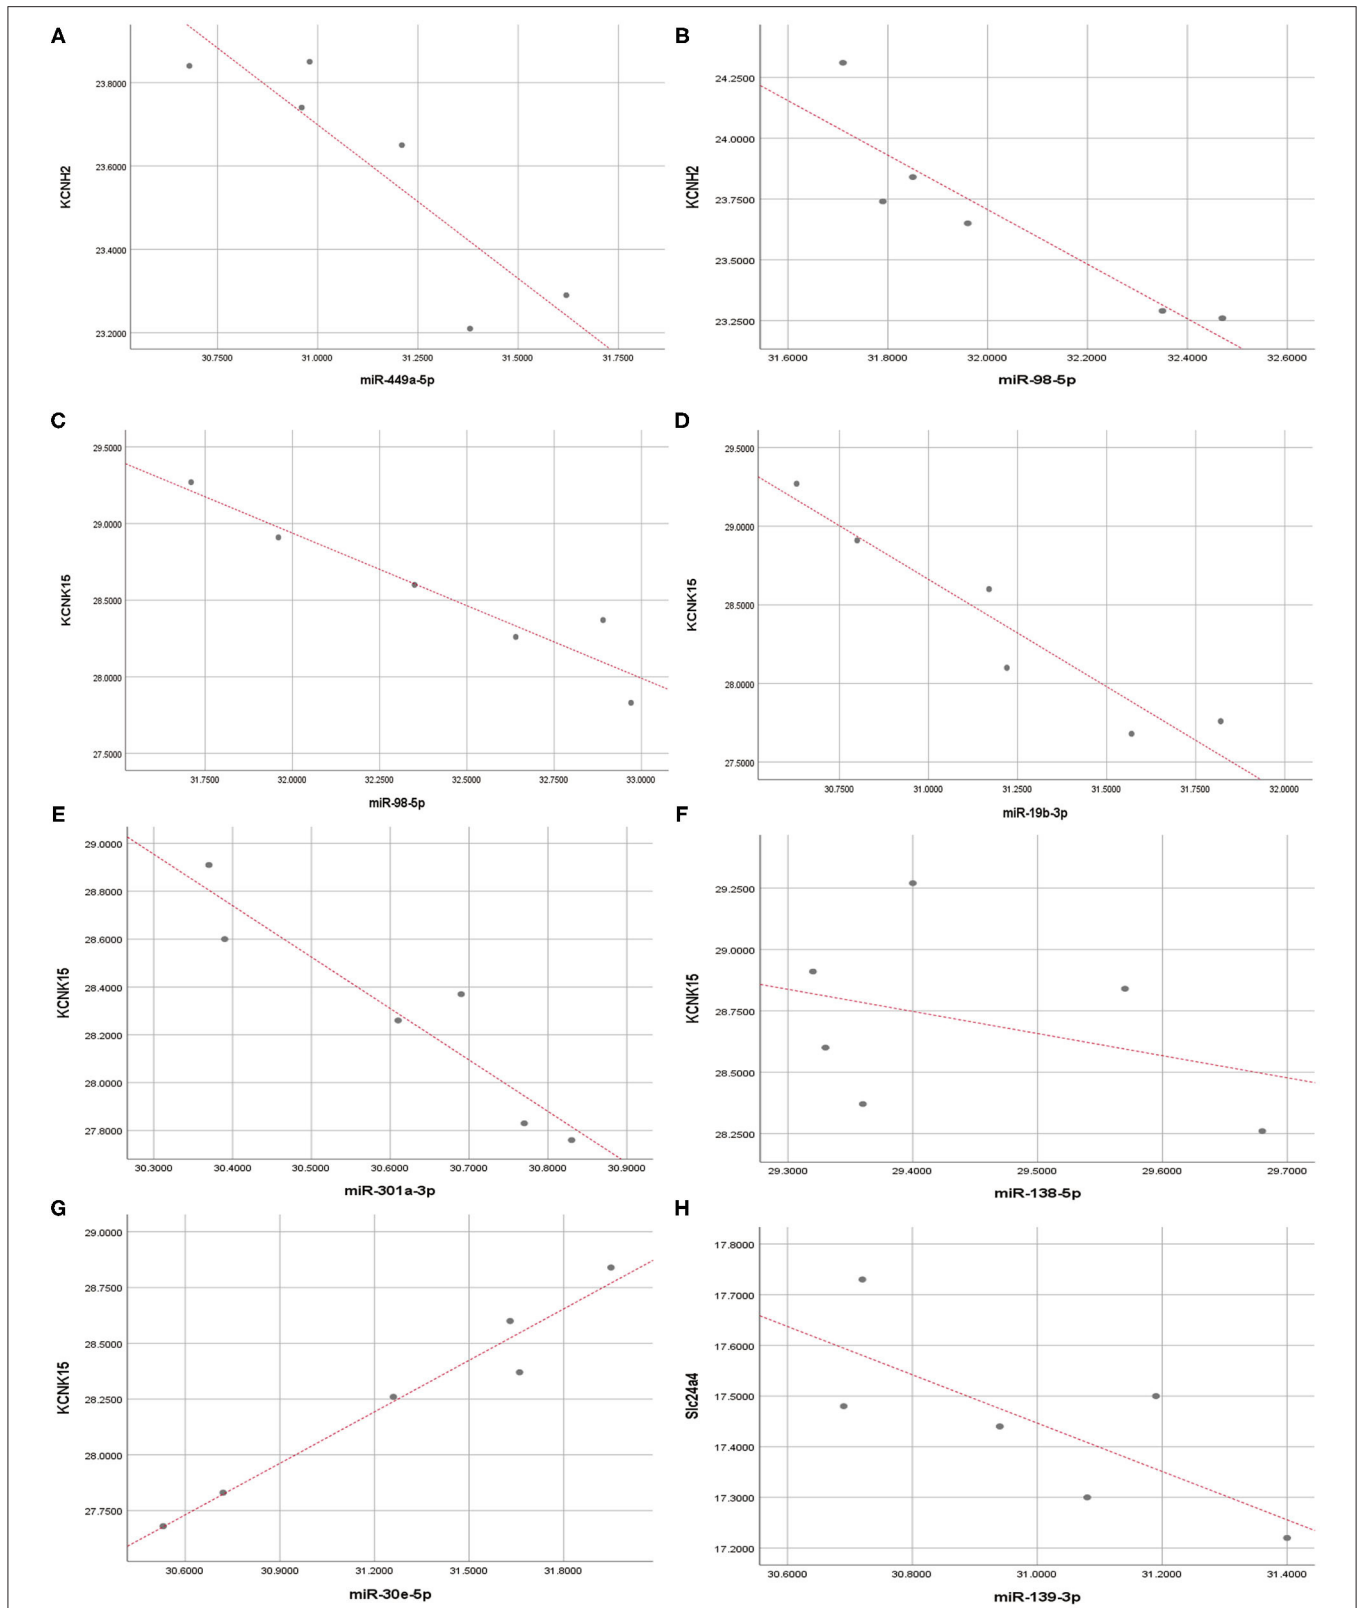 A
KCNH2
23.8000
23.6000
23.4000
23.2000
30.7500 31.0000 31.2500 31.5000 31.7500
miR-449a-5p
B
KCNH2
24.2500
24.0000
23.7500
23.5000
23.2500
31.6000 31.8000 32.0000 32.2000 32.4000 32.6000
miR-98-5p
C
KCNK15
29.5000
29.0000
28.5000
28.0000
27.5000
31.7500 32.0000 32.2500 32.5000 32.7500 33.0000
miR-98-5p
D
KCNK15
29.5000
29.0000
28.5000
28.0000
27.5000
30.7500 31.0000 31.2500 31.5000 31.7500 32.0000
miR-19b-3p
E
KCNK15
29.0000
28.8000
28.6000
28.4000
28.2000
28.0000
27.8000
30.3000 30.4000 30.5000 30.6000 30.7000 30.8000 30.9000
miR-301a-3p
F
KCNK15
29.2500
29.0000
28.7500
28.5000
28.2500
29.3000 29.4000 29.5000 29.6000 29.7000
miR-138-5p
G
KCNK15
29.0000
28.7500
28.5000
28.2500
28.0000
27.7500
30.6000 30.9000 31.2000 31.5000 31.8000
miR-30e-5p
H
Slc24a4
17.8000
17.7000
17.6000
17.5000
17.4000
17.3000
17.2000
30.6000 30.8000 31.0000 31.2000 31.4000
miR-139-3p